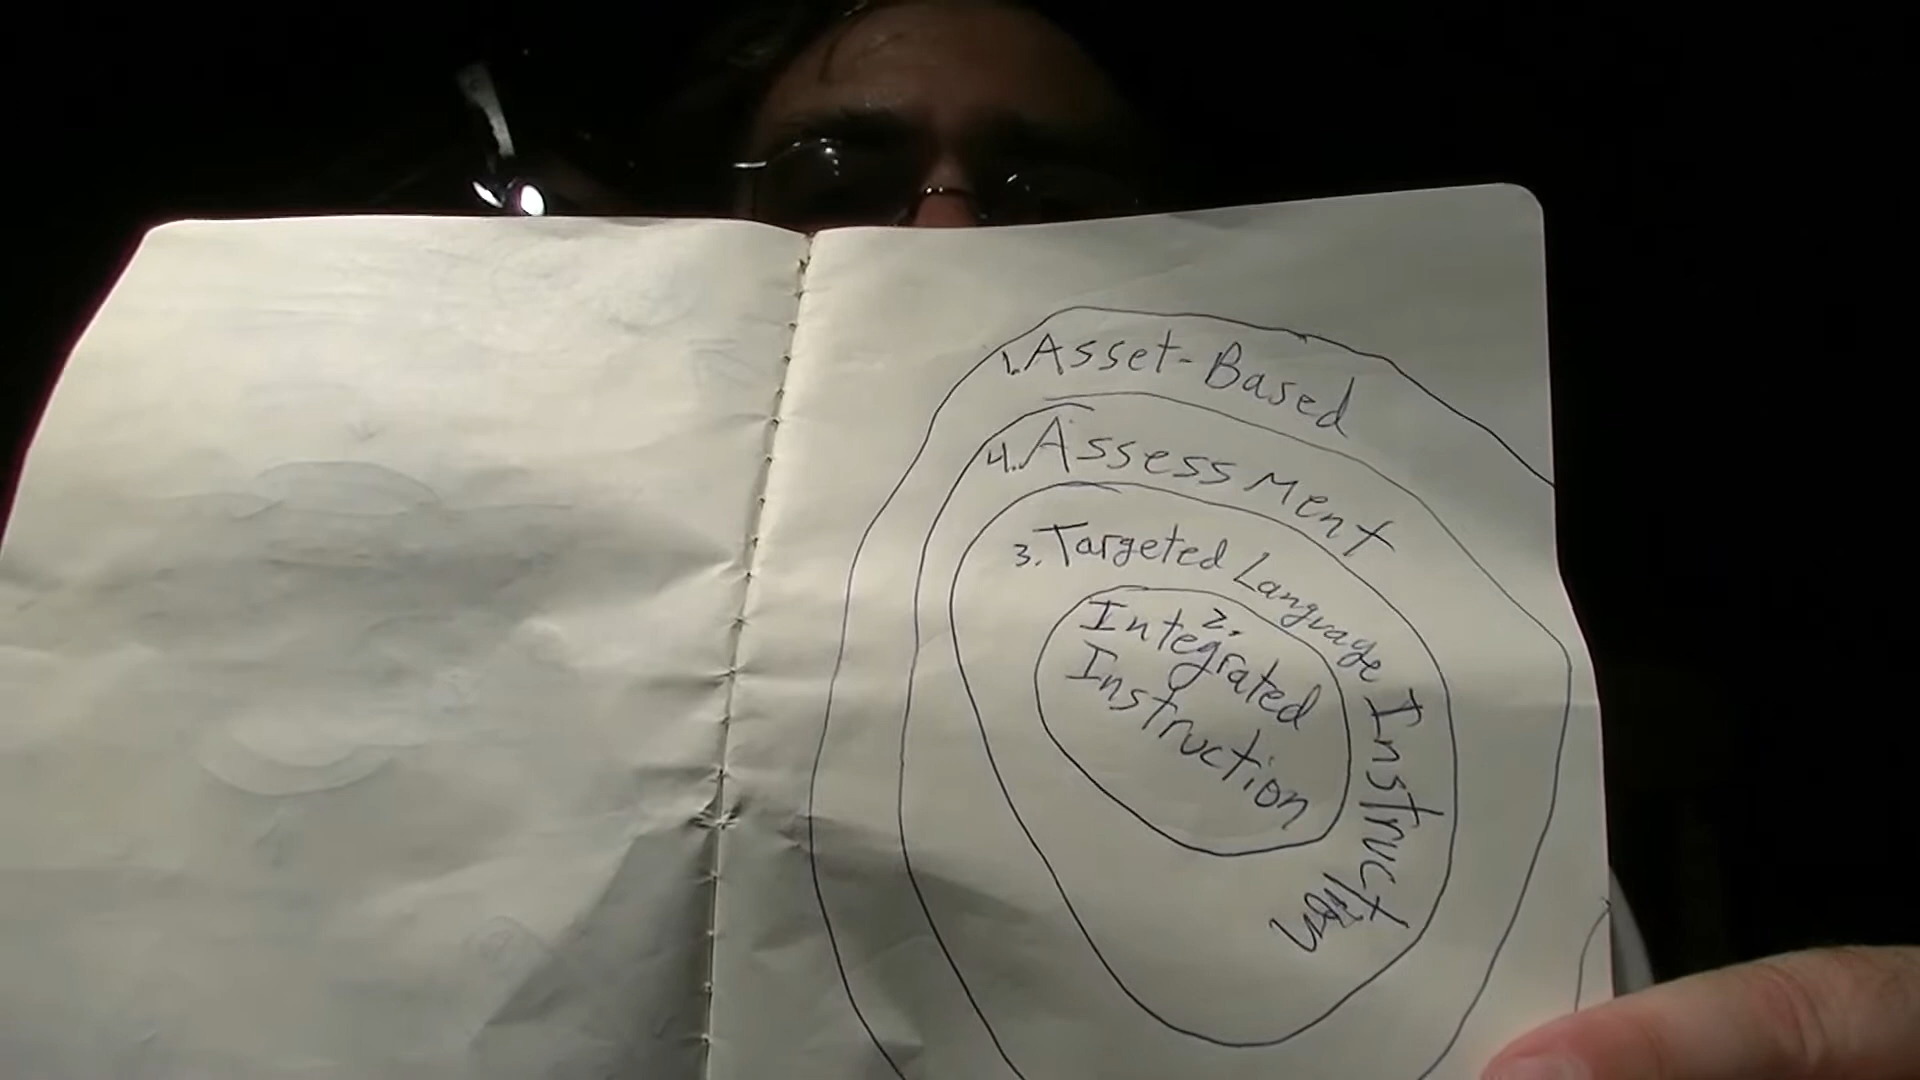 1. Asset-Based
4. Assessment
3. Targeted Language Instruction
2.
Integrated
Instruction